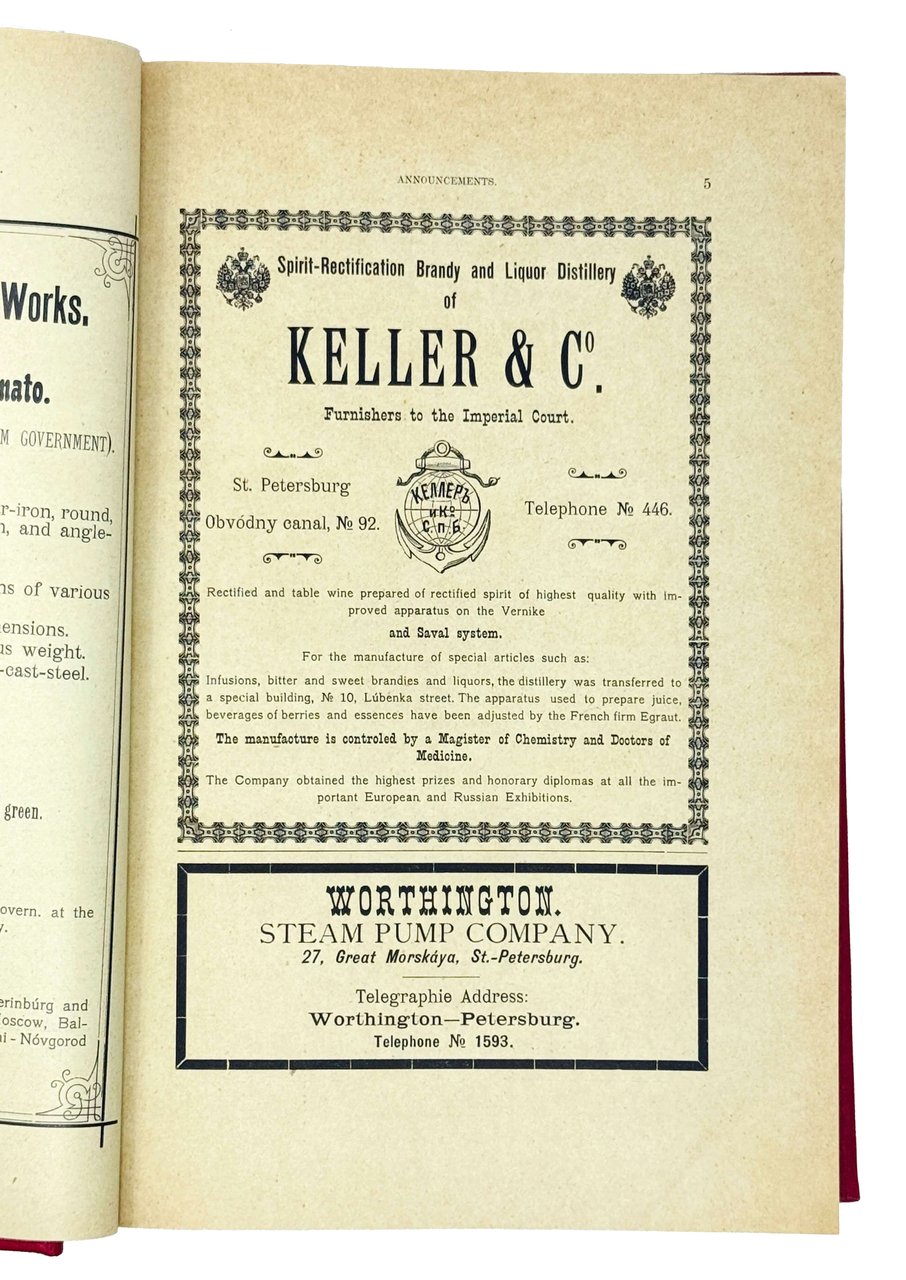 Works.
nato.
M GOVERNMENT).
r-iron, round,
n, and angle-
ns of various
ensions.
us weight.
-cast-steel.
green.
overn. at the
y.
erinbúrg and
Moscow, Bal-
ni-Nóvgorod
ANNOUNCEMENTS.
5
Spirit-Rectification Brandy and Liquor Distillery
of
KELLER & Cº.
Furnishers to the Imperial Court.
St. Petersburg
Obvódny canal, № 92.
КЕЛЛЕРЪ
и Кº
С.П.Б.
Telephone № 446.
Rectified and table wine prepared of rectified spirit of highest quality with im-
proved apparatus on the Vernike
and Saval system.
For the manufacture of special articles such as:
Infusions, bitter and sweet brandies and liquors, the distillery was transferred to
a special building, № 10, Lúbenka street. The apparatus used to prepare juice,
beverages of berries and essences have been adjusted by the French firm Egraut.
The manufacture is controled by a Magister of Chemistry and Doctors of
Medicine.
The Company obtained the highest prizes and honorary diplomas at all the im-
portant European and Russian Exhibitions.
WORTHINGTON.
STEAM PUMP COMPANY.
27, Great Morskáya, St.-Petersburg.
Telegraphie Address:
Worthington—Petersburg.
Telephone № 1593.